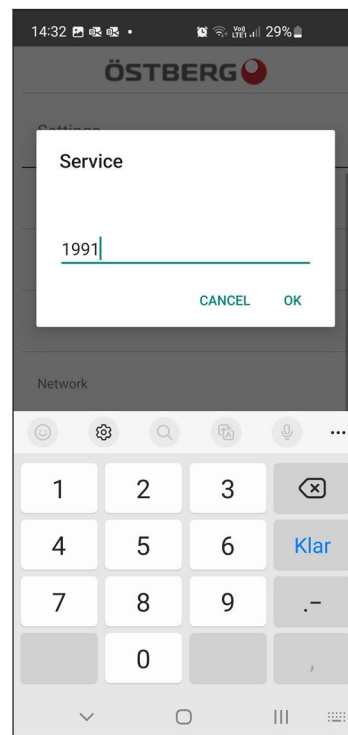 14:32 29%
ÖSTBERG
Settings
Service
1991
CANCEL OK
Network
1 2 3
4 5 6 Klar
7 8 9 .-
0 ,